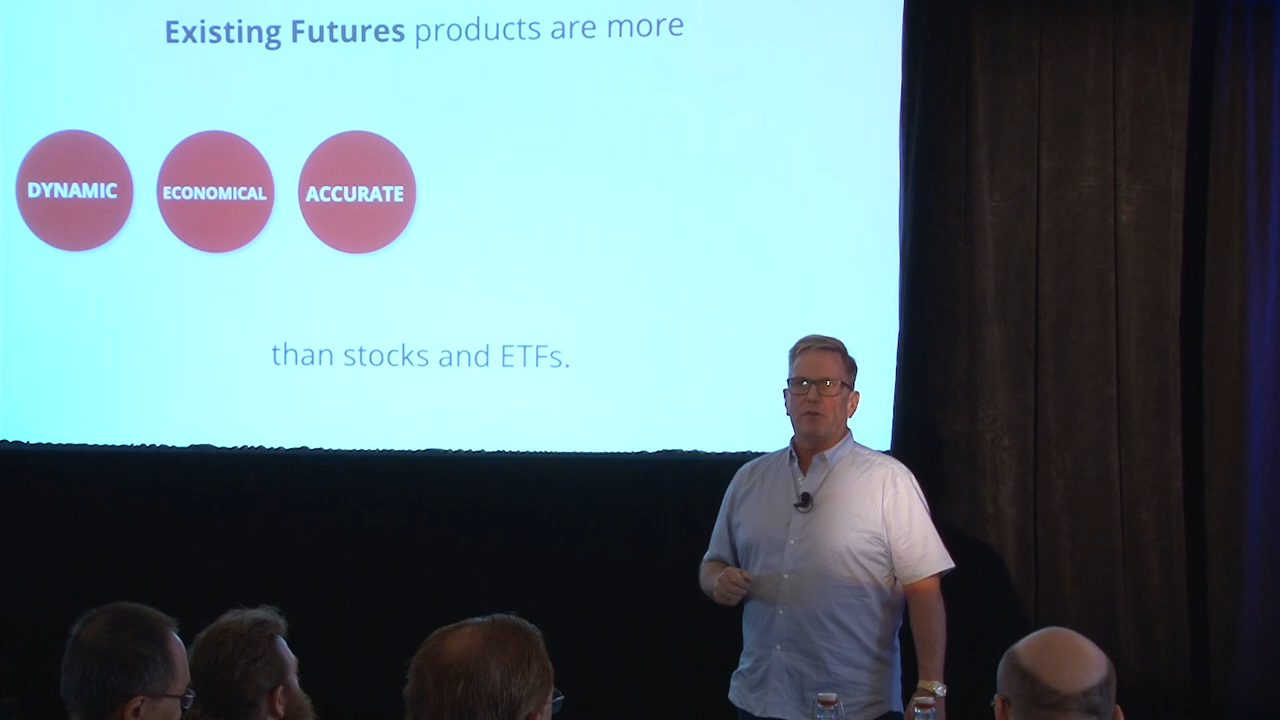 Existing Futures products are more
DYNAMIC
ECONOMICAL
ACCURATE
than stocks and ETFs.